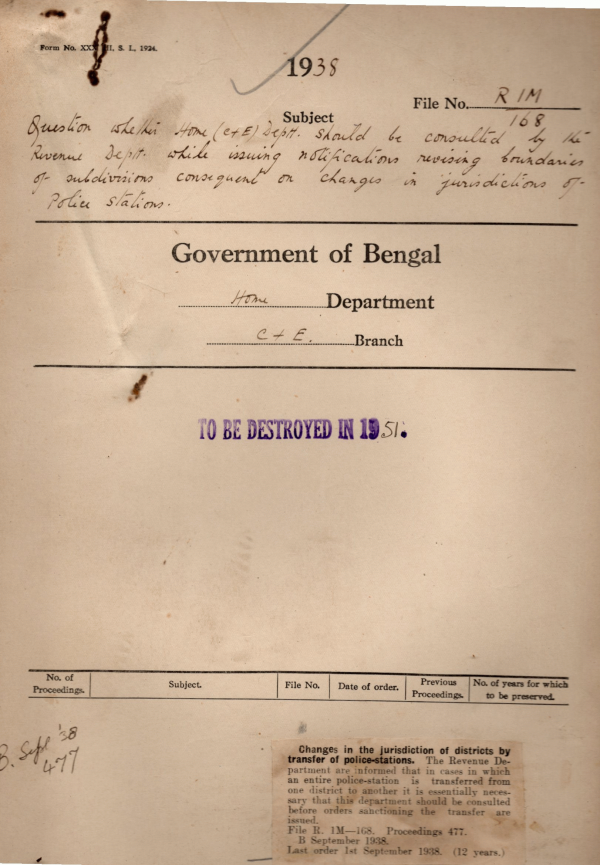 Form No. XXXVIII, S. I., 1924.
1938
File No. R 1M
168
Subject
Question whether Home (C+E) Deptt. should be consulted by the
Revenue Deptt. while issuing notifications revising boundaries
of subdivisions consequent on changes in jurisdictions of
Police Stations.
Government of Bengal
Home Department
C + E. Branch
TO BE DESTROYED IN 1951.
No. of Proceedings. Subject. File No. Date of order. Previous Proceedings. No. of years for which to be preserved.
B. Sept '38
477
Changes in the jurisdiction of districts by
transfer of police-stations. The Revenue De-
partment are informed that in cases in which
an entire police-station is transferred from
one district to another it is essentially neces-
sary that this department should be consulted
before orders sanctioning the transfer are
issued.
File R. 1M—168. Proceedings 477.
B September 1938.
Last order 1st September 1938. (12 years.)